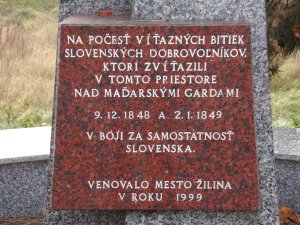 NA POČESŤ VÍŤAZNÝCH BITIEK
SLOVENSKÝCH DOBROVOĽNÍKOV,
KTORÍ ZVÍŤAZILI
V TOMTO PRIESTORE
NAD MAĎARSKÝMI GARDAMI
9. 12. 1848 A 2. 1. 1849
V BOJI ZA SAMOSTATNOSŤ
SLOVENSKA.
VENOVALO MESTO ŽILINA
V ROKU 1999